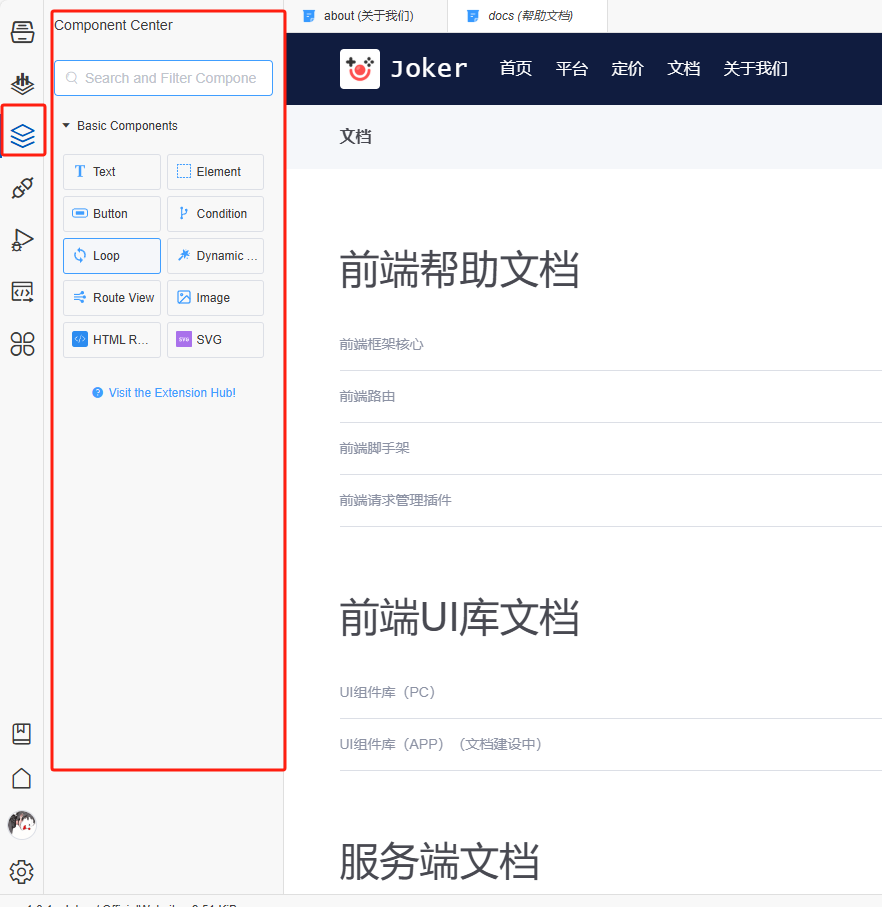 Component Center
Search and Filter Compone
Basic Components
Text
Element
Button
Condition
Loop
Dynamic ...
Route View
Image
HTML R...
SVG
Visit the Extension Hub!
about (关于我们)
docs (帮助文档)
Joker
首页
平台
定价
文档
关于我们
文档
前端帮助文档
前端框架核心
前端路由
前端脚手架
前端请求管理插件
前端UI库文档
UI组件库（PC）
UI组件库（APP）（文档建设中）
服务端文档